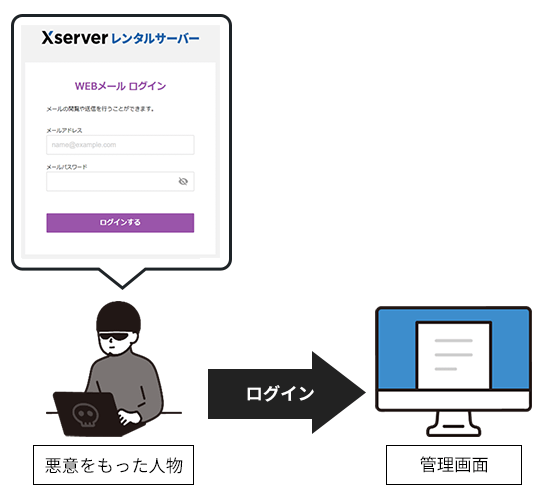 Xserver レンタルサーバー
WEBメール ログイン
メールの閲覧や送信を行うことができます。
メールアドレス
name@example.com
メールパスワード
ログインする
ログイン
悪意をもった人物
管理画面